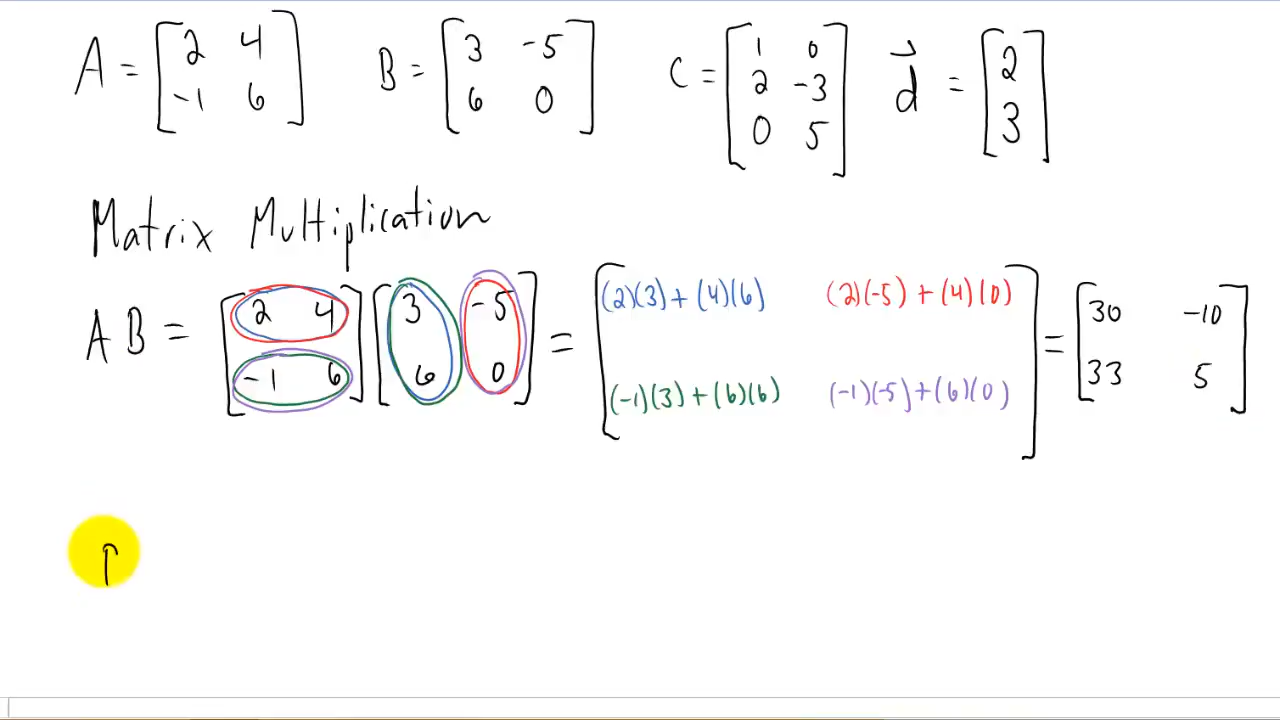 A = [2 4; -1 6] B = [3 -5; 6 0] C = [1 0; 2 -3; 0 5] d⃗ = [2; 3]
Matrix Multiplication
AB = [2 4; -1 6] [3 -5; 6 0] = [(2)(3) + (4)(6) (2)(-5) + (4)(0); (-1)(3) + (6)(6) (-1)(-5) + (6)(0)] = [30 -10; 33 5]